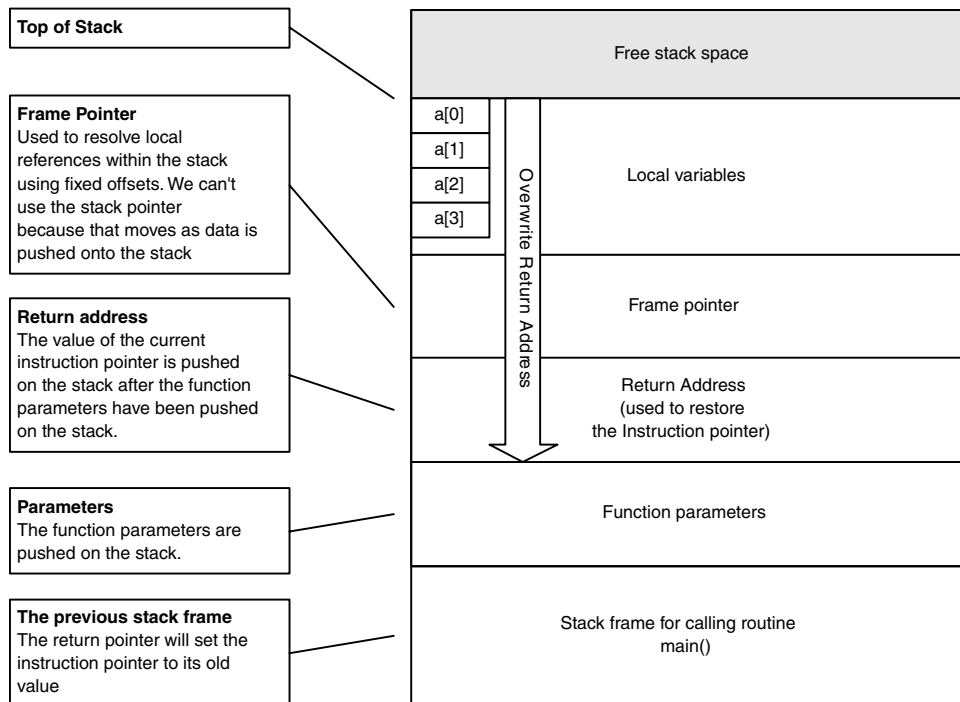 Top of Stack
Free stack space
Frame Pointer
Used to resolve local
references within the stack
using fixed offsets. We can't
use the stack pointer
because that moves as data is
pushed onto the stack
a[0]
a[1]
a[2]
a[3]
Overwrite Return Address
Local variables
Frame pointer
Return address
The value of the current
instruction pointer is pushed
on the stack after the function
parameters have been pushed
on the stack.
Return Address
(used to restore
the Instruction pointer)
Parameters
The function parameters are
pushed on the stack.
Function parameters
The previous stack frame
The return pointer will set the
instruction pointer to its old
value
Stack frame for calling routine
main()